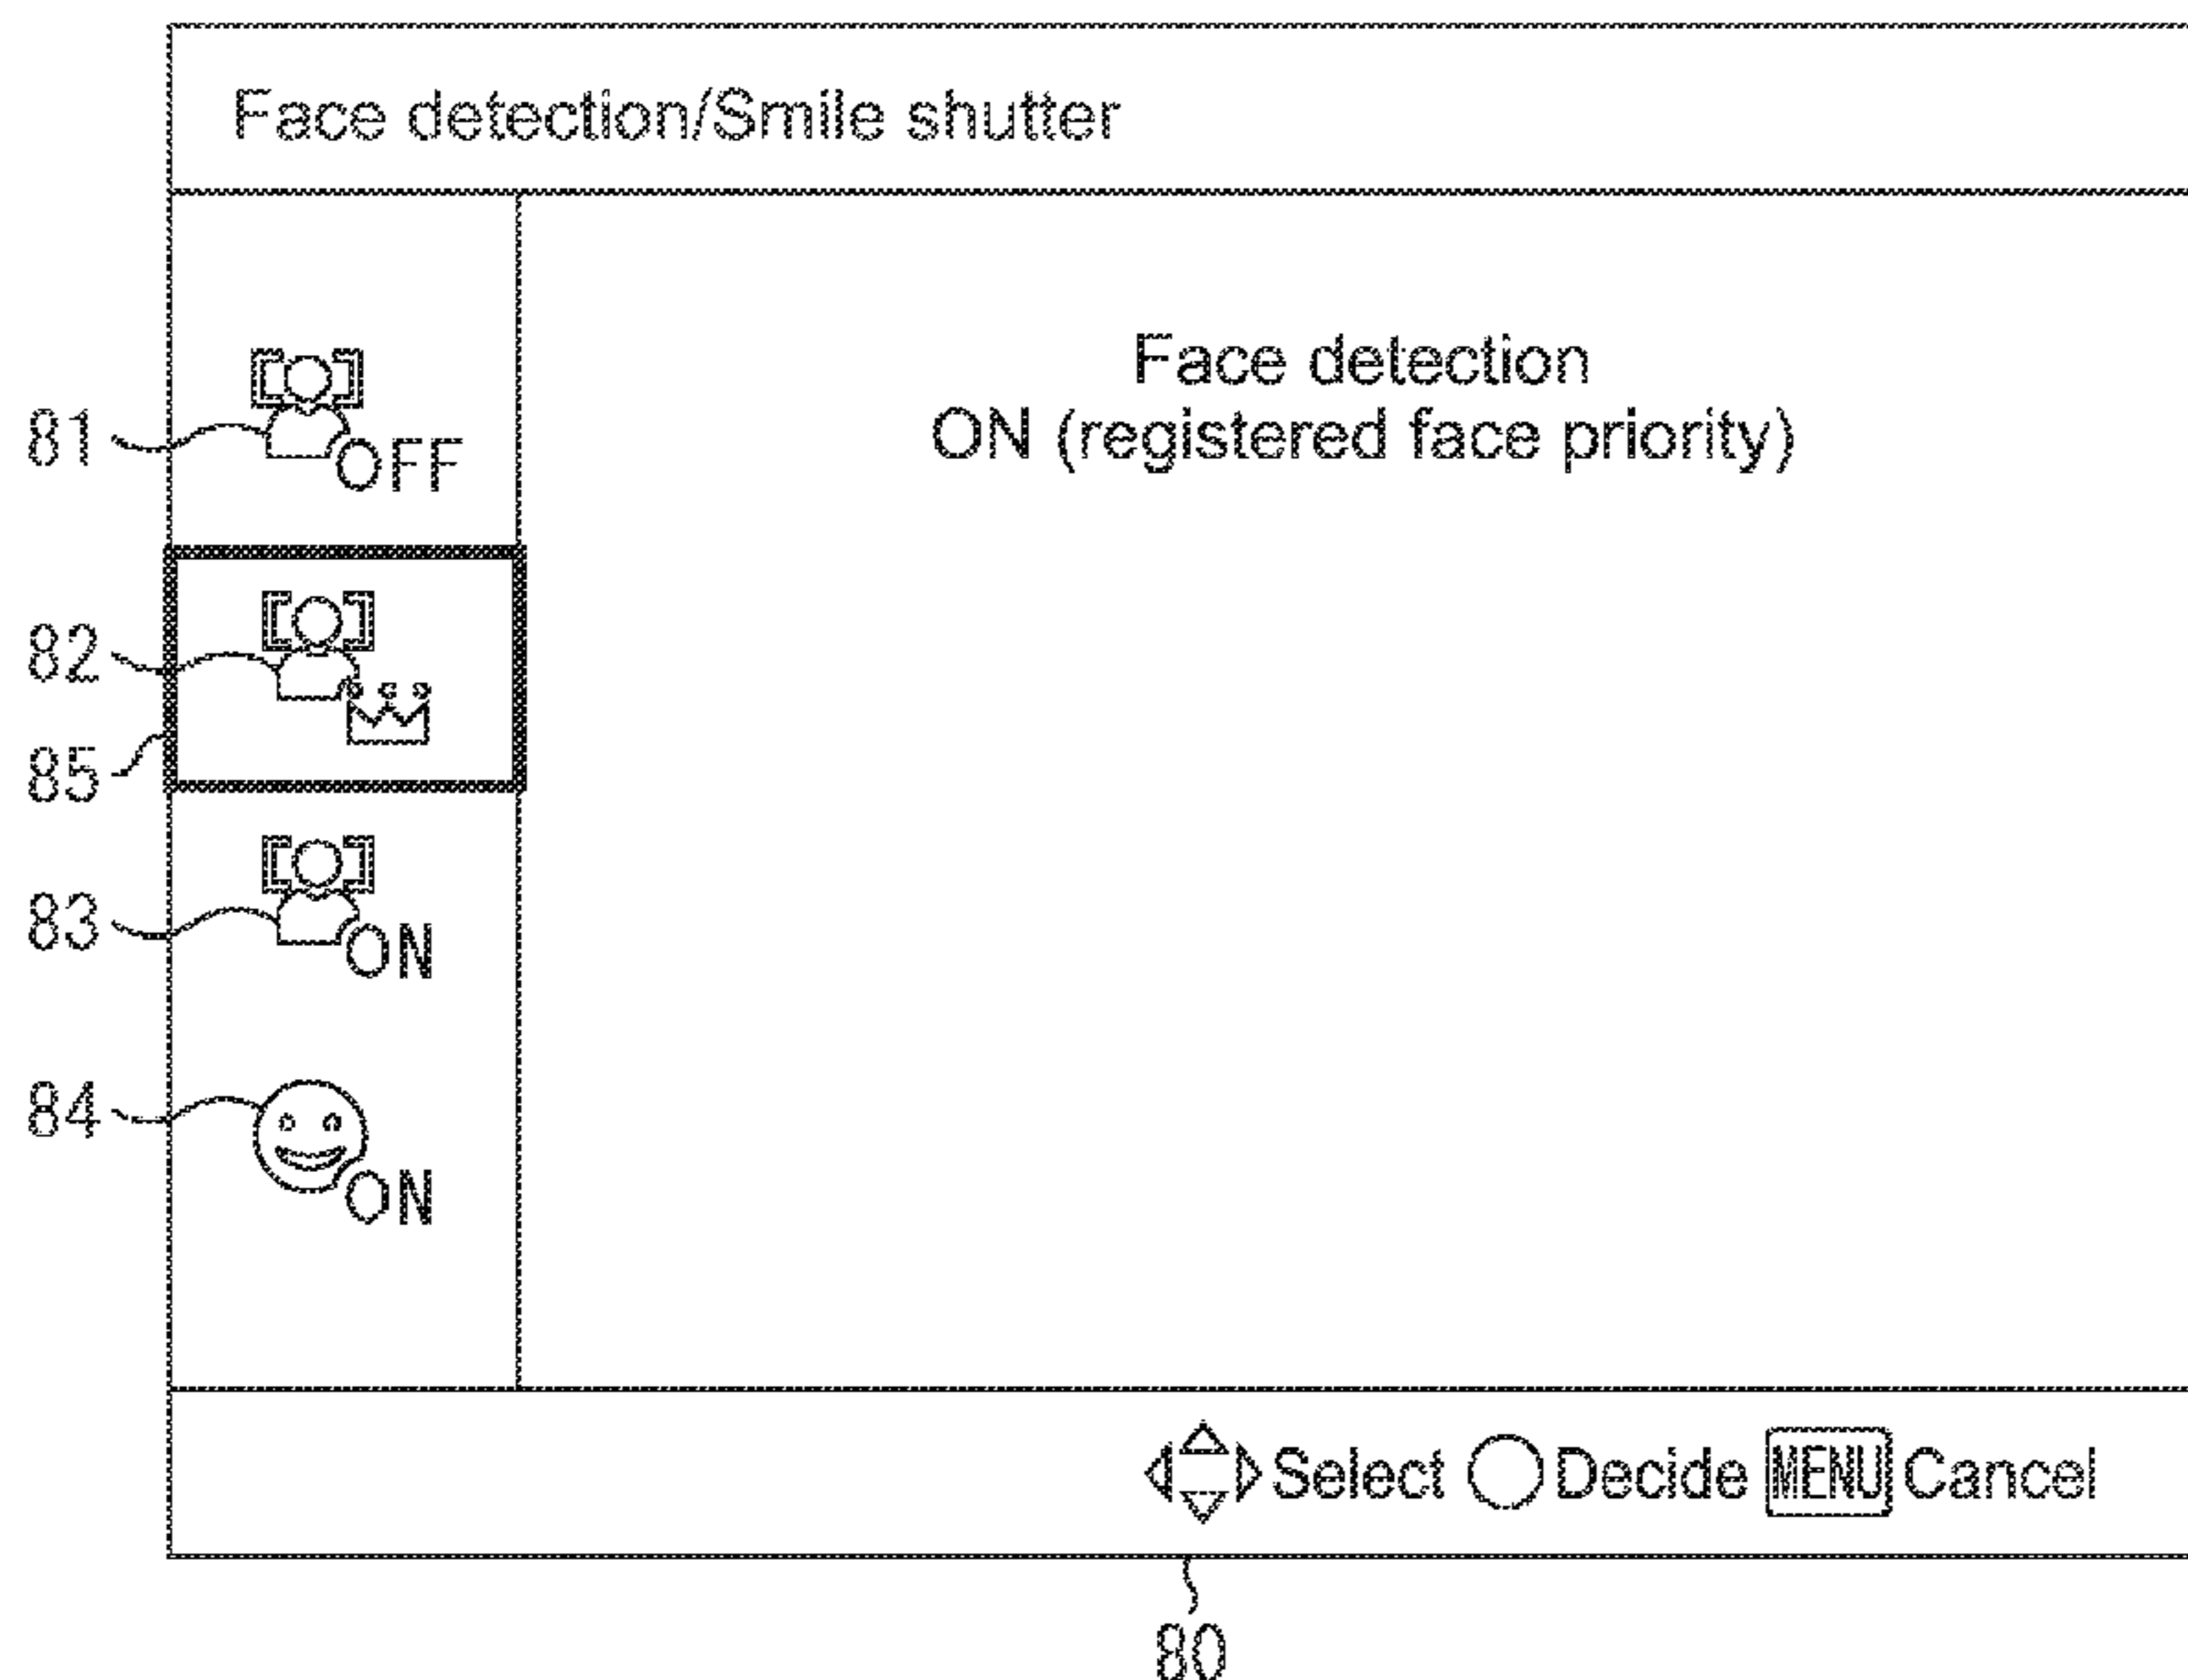 Face detection/Smile shutter
Face detection
ON (registered face priority)
81
OFF
82
85
83
ON
84
ON
Select Decide MENU Cancel
80